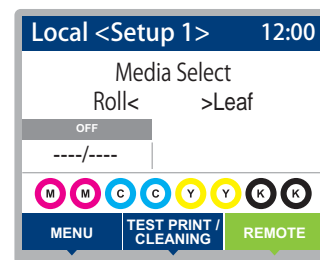 Local <Setup 1> 12:00
Media Select
Roll< >Leaf
OFF
----/----
M M C C Y Y K K
MENU TEST PRINT / CLEANING REMOTE